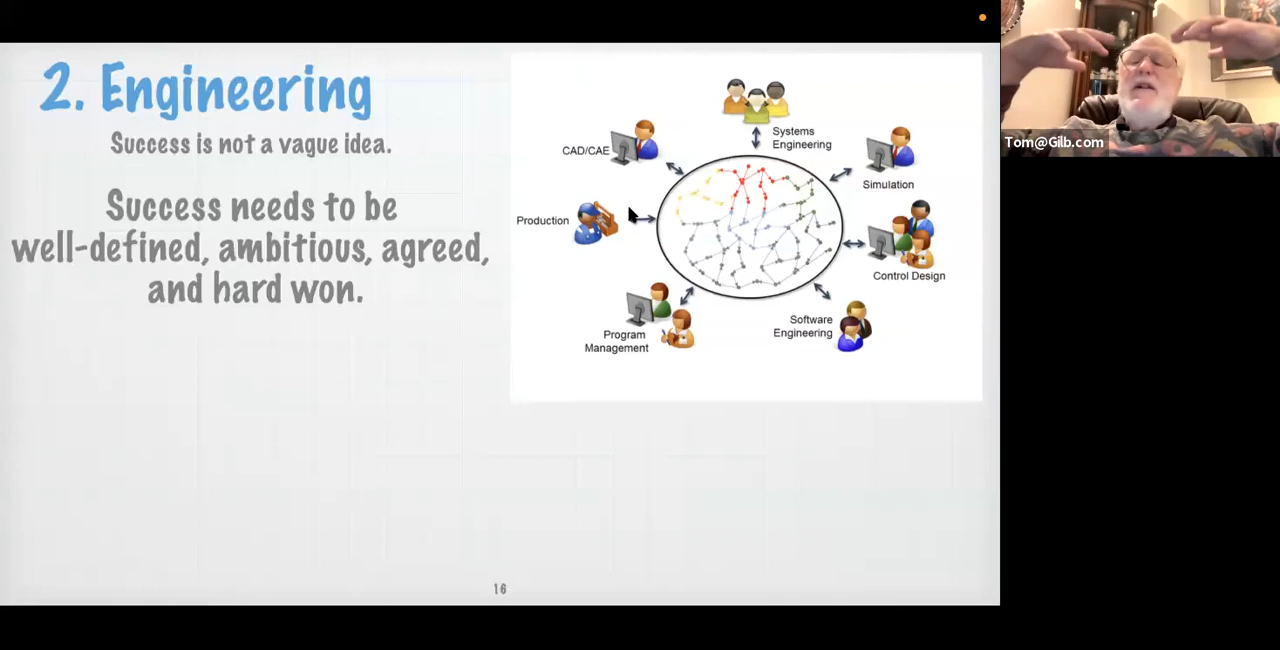 2. Engineering
Success is not a vague idea.
Success needs to be
well-defined, ambitious, agreed,
and hard won.
Systems
Engineering
CAD/CAE
Simulation
Production
Control Design
Software
Engineering
Program
Management
16
Tom@Gilb.com